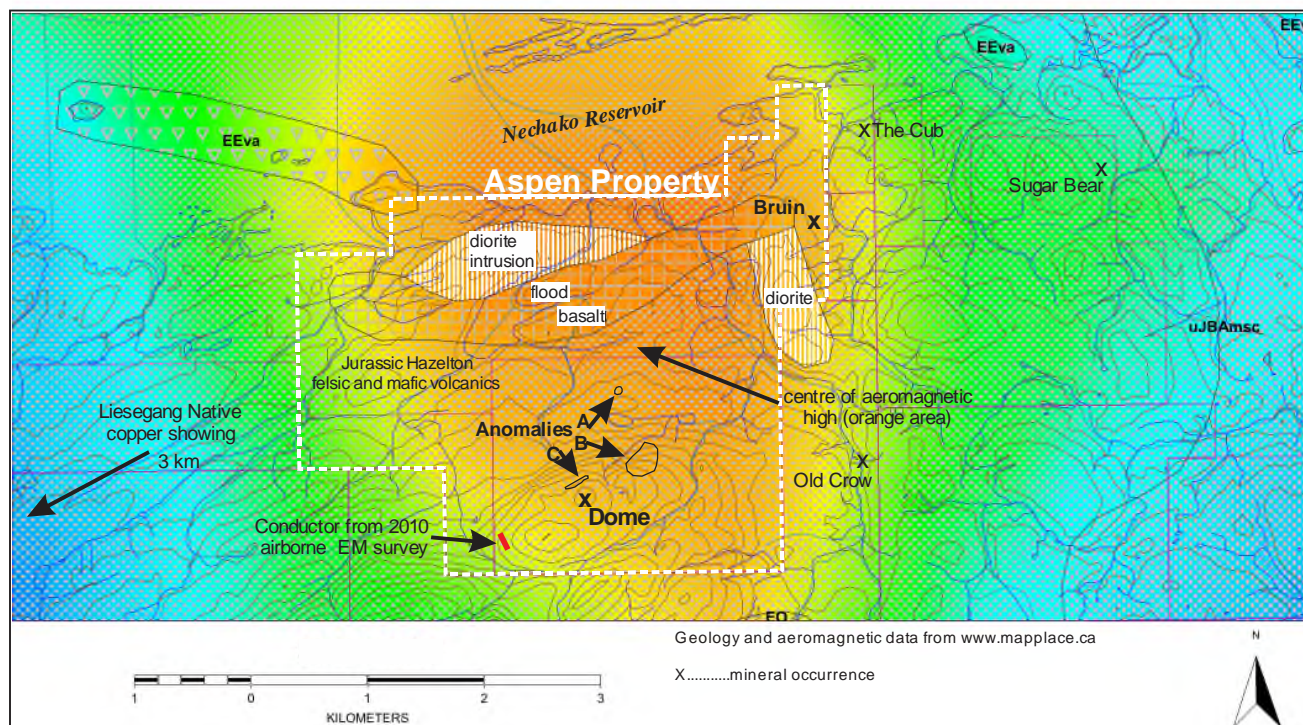 EEva
EEv
Nechako Reservoir
EEva
X The Cub
X
Sugar Bear
Aspen Property
Bruin
X
diorite
intrusion
flood
basalt
diorite
uJBAmsc
Jurassic Hazelton
felsic and mafic volcanics
centre of aeromagnetic
high (orange area)
Liesegang Native
copper showing
3 km
Anomalies
A
B
C
X
Dome
X
Old Crow
Conductor from 2010
airborne EM survey
EO
Geology and aeromagnetic data from www.mapplace.ca
X..........mineral occurrence
N
1 0 1 2 3
KILOMETERS